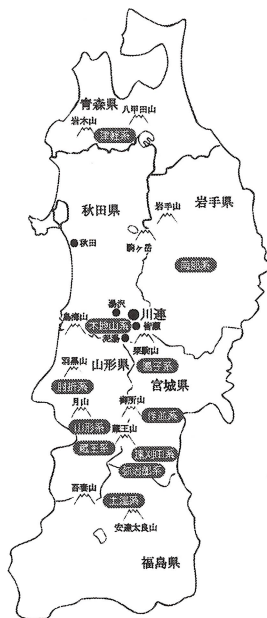 青森県
八甲田山
岩木山
津軽系
秋田県
岩手県
岩手山
秋田
駒ヶ岳
南部系
湯沢
川連
鳥海山
木地山系
皆瀬
泥湯
栗駒山
羽黒山
山形県
鳴子系
肘折系
宮城県
月山
御所山
作並系
山形系
蔵王山
蔵王系
遠刈田系
弥治郎系
吾妻山
土湯系
安達太良山
福島県